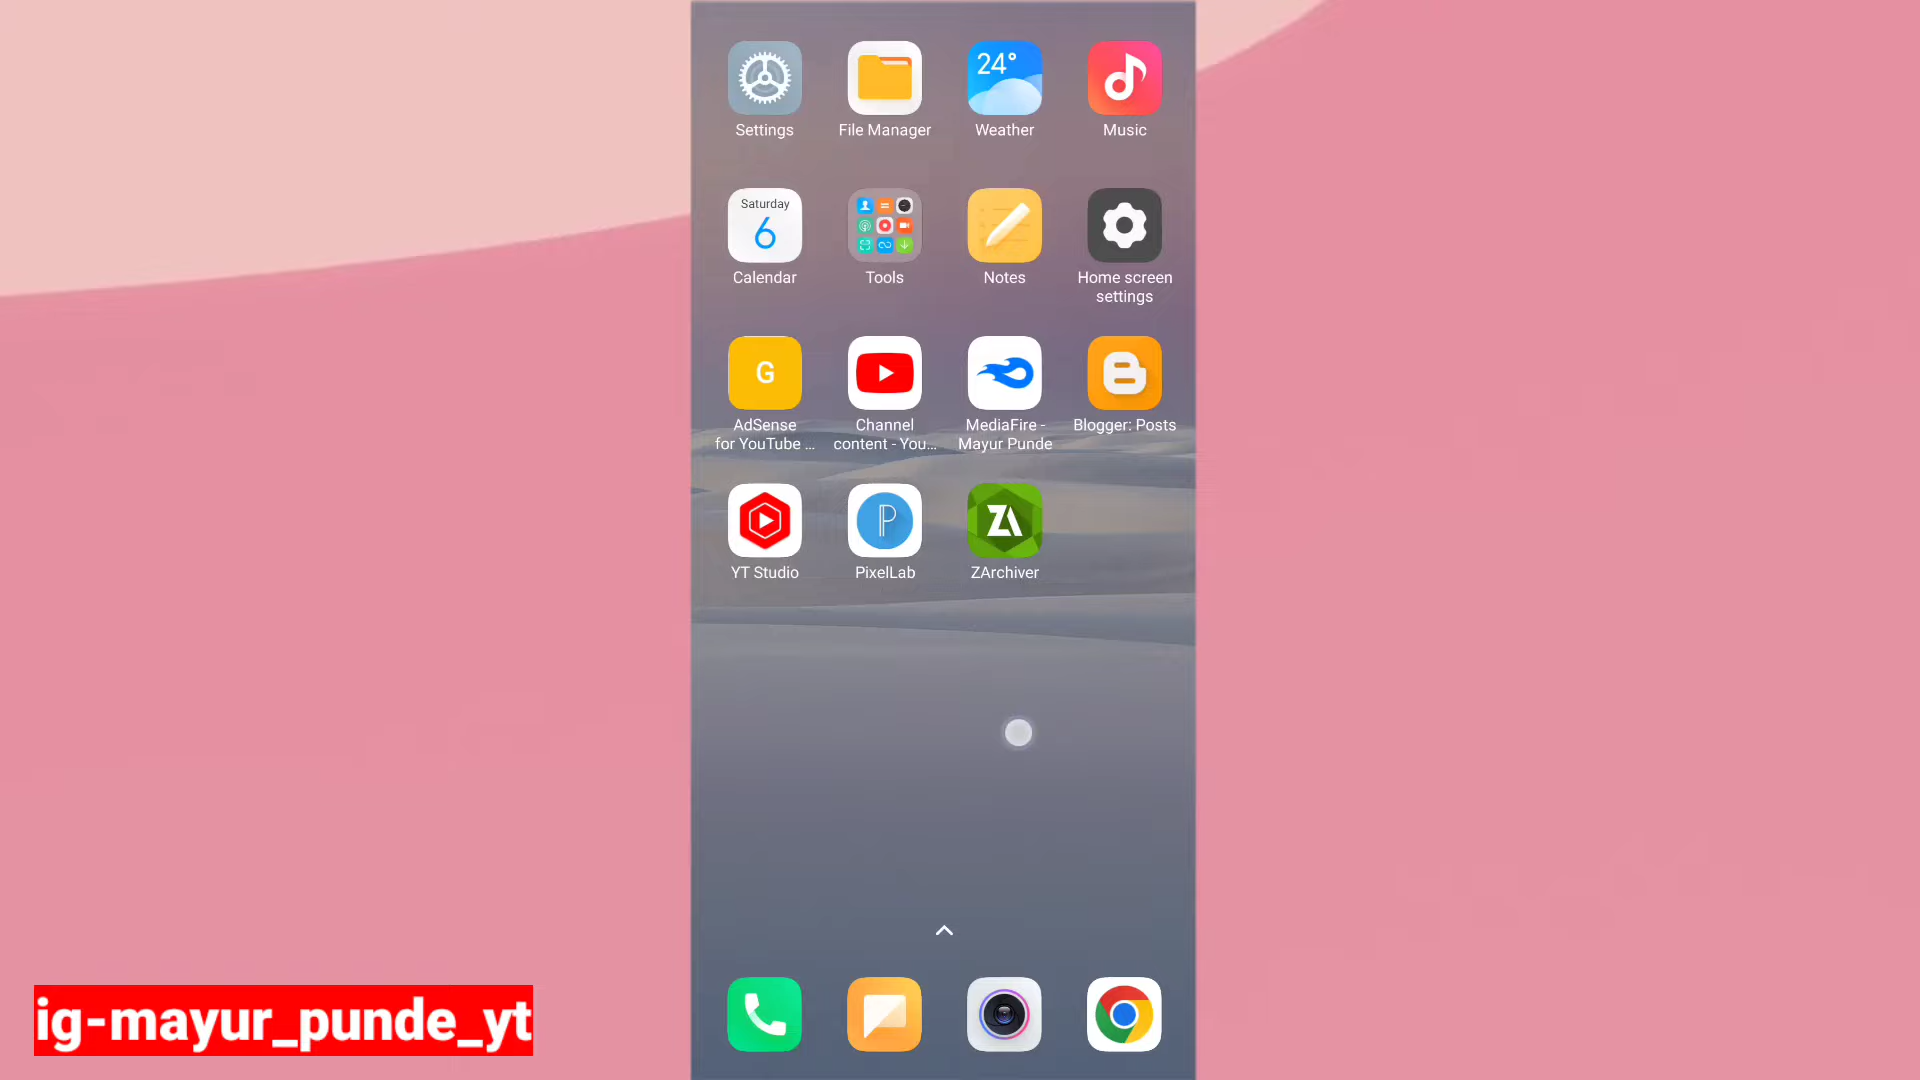 24°
Settings
File Manager
Weather
Music
Saturday
6
Calendar
Tools
Notes
Home screen
settings
G
AdSense
for YouTube ...
Channel
content - You...
MediaFire -
Mayur Punde
Blogger: Posts
P
ZA
YT Studio
PixelLab
ZArchiver
ig-mayur_punde_yt